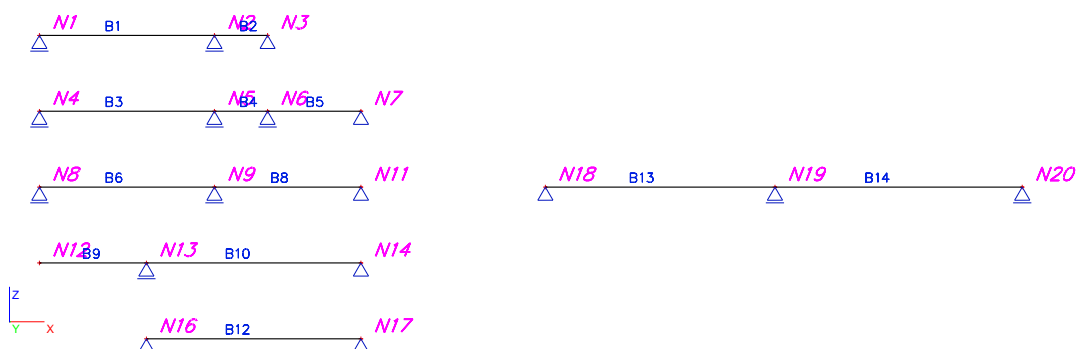 N1 B1 N2 B2 N3
N4 B3 N5 B4 N6 B5 N7
N8 B6 N9 B8 N11 N18 B13 N19 B14 N20
N12 B9 N13 B10 N14
Z
Y X
N16 B12 N17